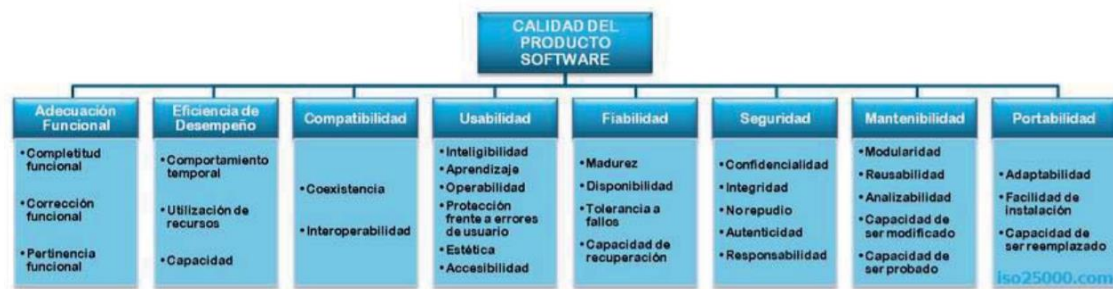 CALIDAD DEL
PRODUCTO
SOFTWARE
Adecuación
Funcional
•Completitud
funcional
•Corrección
funcional
•Pertinencia
funcional
Eficiencia de
Desempeño
•Comportamiento
temporal
•Utilización de
recursos
•Capacidad
Compatibilidad
•Coexistencia
•Interoperabilidad
Usabilidad
•Inteligibilidad
•Aprendizaje
•Operabilidad
•Protección
frente a errores
de usuario
•Estética
•Accesibilidad
Fiabilidad
•Madurez
•Disponibilidad
•Tolerancia a
fallos
•Capacidad de
recuperación
Seguridad
•Confidencialidad
•Integridad
•No repudio
•Autenticidad
•Responsabilidad
Mantenibilidad
•Modularidad
•Reusabilidad
•Analizabilidad
•Capacidad de
ser modificado
•Capacidad de
ser probado
Portabilidad
•Adaptabilidad
•Facilidad de
instalación
•Capacidad de
ser reemplazado
iso25000.com